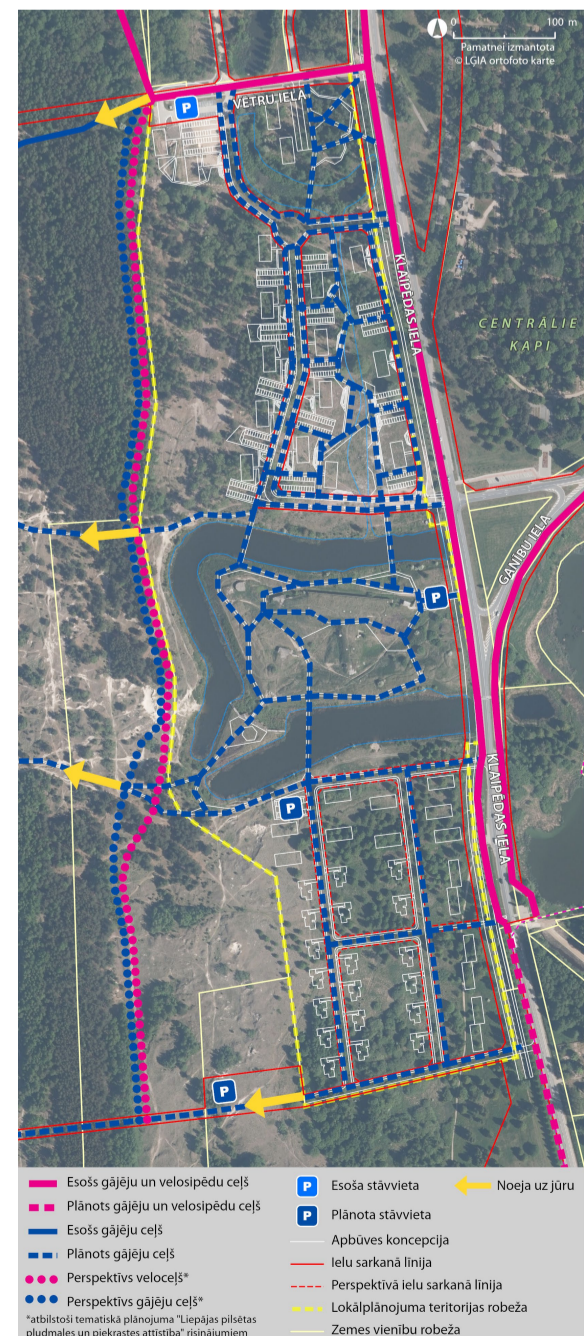 0 100 m
Pamatnei izmantota
© LĢIA ortofoto karte
P
VĒTRU IELA
KLAIPĒDAS IELA
CENTRĀLIE
KAPI
GANĪBU IELA
P
KLAIPĒDAS IELA
P
P
Esošs gājēju un velosipēdu ceļš
Plānots gājēju un velosipēdu ceļš
Esošs gājēju ceļš
Plānots gājēju ceļš
Perspektīvs veloceļš*
Perspektīvs gājēju ceļš*
*atbilstoši tematiskā plānojuma "Liepājas pilsētas
pludmales un piekrastes attīstība" risinājumiem
P Esoša stāvvieta
P Plānota stāvvieta
Apbūves koncepcija
Ielu sarkanā līnija
Perspektīvā ielu sarkanā līnija
Lokālplānojuma teritorijas robeža
Zemes vienību robeža
Noeja uz jūru